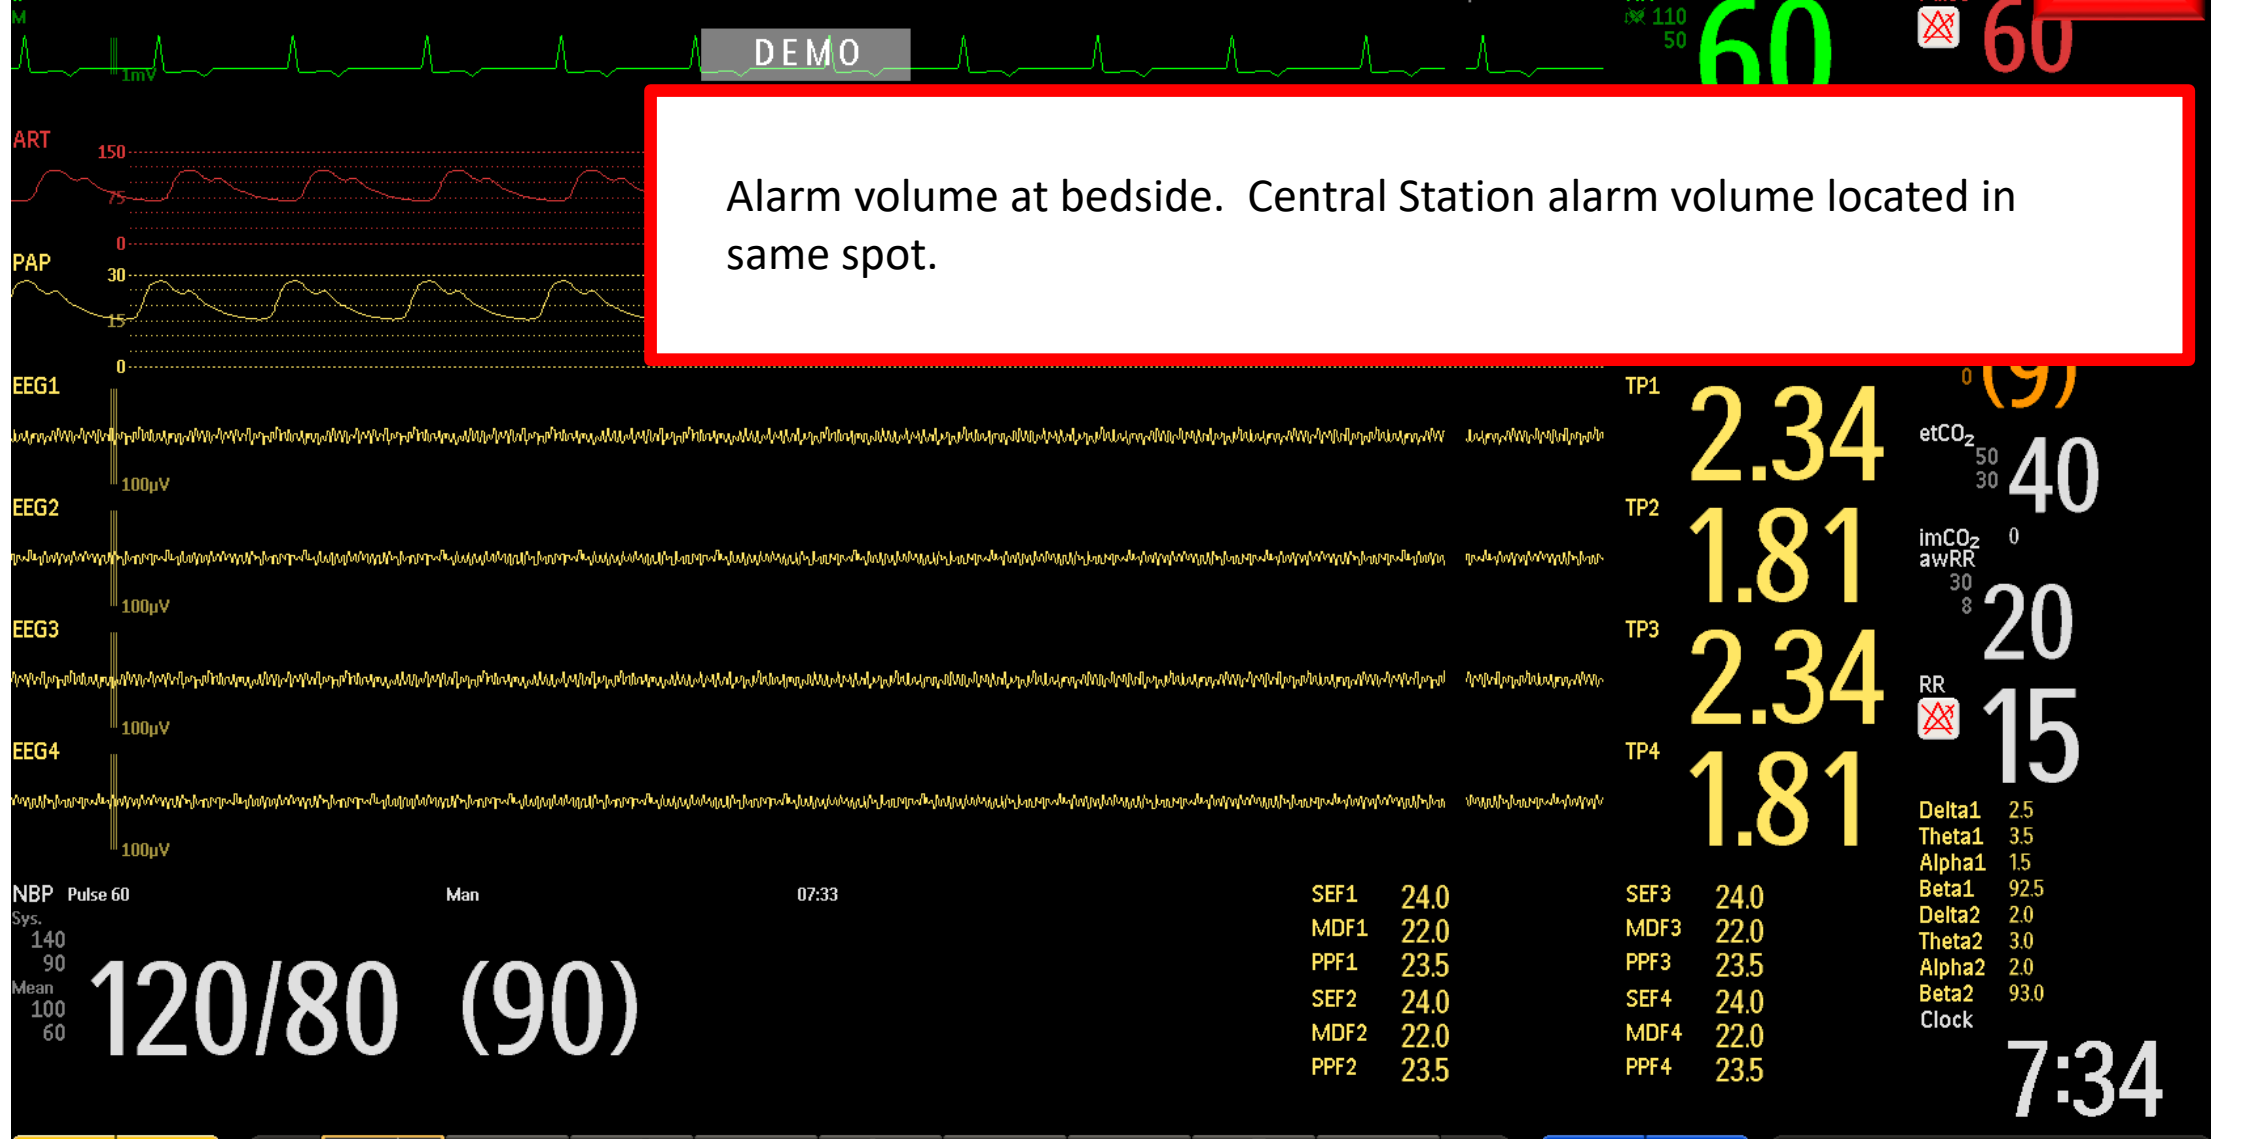 M
1mV
DEMO
110
50
60
60
ART
150
75
0
Alarm volume at bedside.  Central Station alarm volume located in
same spot.
PAP
30
15
0
0
(9)
EEG1
100µV
TP1
2.34
etCO₂
50
30
40
EEG2
100µV
TP2
1.81
imCO₂ 0
awRR
30
8
20
EEG3
100µV
TP3
2.34
RR
15
EEG4
100µV
TP4
1.81
Delta1 2.5
Theta1 3.5
Alpha1 1.5
Beta1 92.5
Delta2 2.0
Theta2 3.0
Alpha2 2.0
Beta2 93.0
Clock
7:34
NBP Pulse 60 Man 07:33
Sys.
140
90
Mean
100
60
120/80 (90)
SEF1 24.0
MDF1 22.0
PPF1 23.5
SEF2 24.0
MDF2 22.0
PPF2 23.5
SEF3 24.0
MDF3 22.0
PPF3 23.5
SEF4 24.0
MDF4 22.0
PPF4 23.5